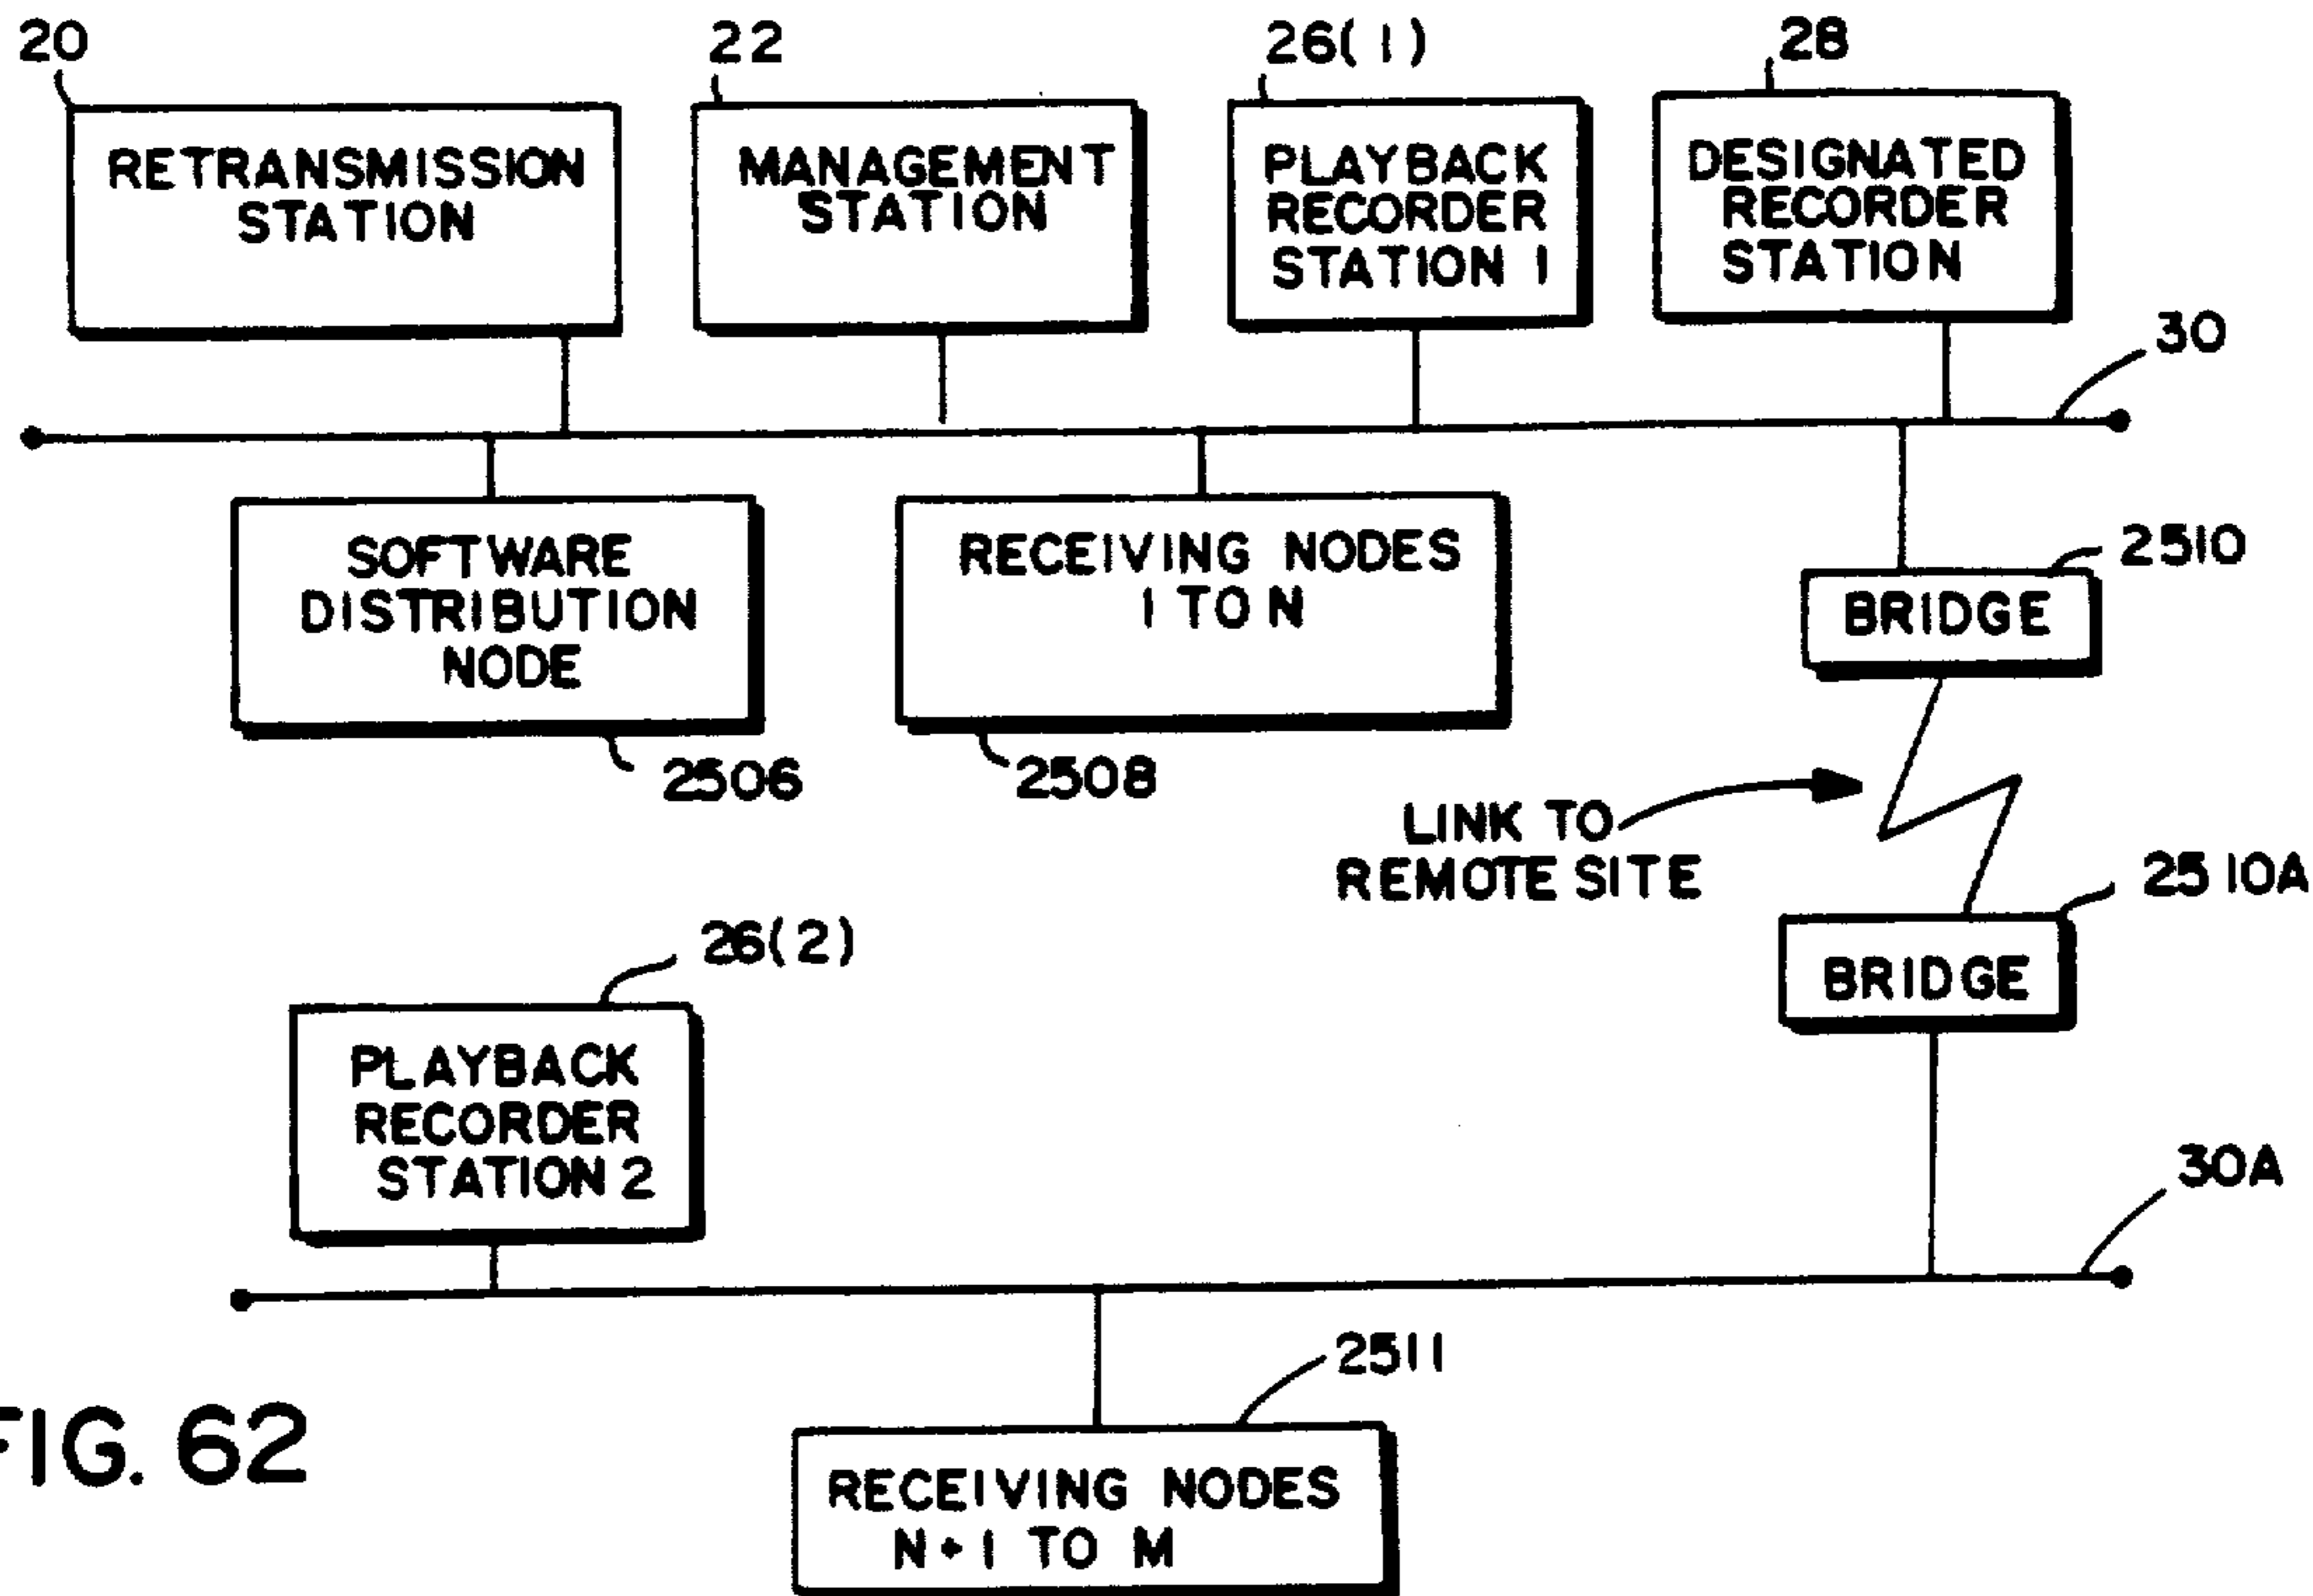 20
22
26(1)
28
RETRANSMISSION
STATION
MANAGEMENT
STATION
PLAYBACK
RECORDER
STATION 1
DESIGNATED
RECORDER
STATION
30
SOFTWARE
DISTRIBUTION
NODE
RECEIVING NODES
1 TO N
2510
BRIDGE
2506
2508
LINK TO
REMOTE SITE
2510A
BRIDGE
26(2)
PLAYBACK
RECORDER
STATION 2
30A
2511
RECEIVING NODES
N+1 TO M
FIG. 62